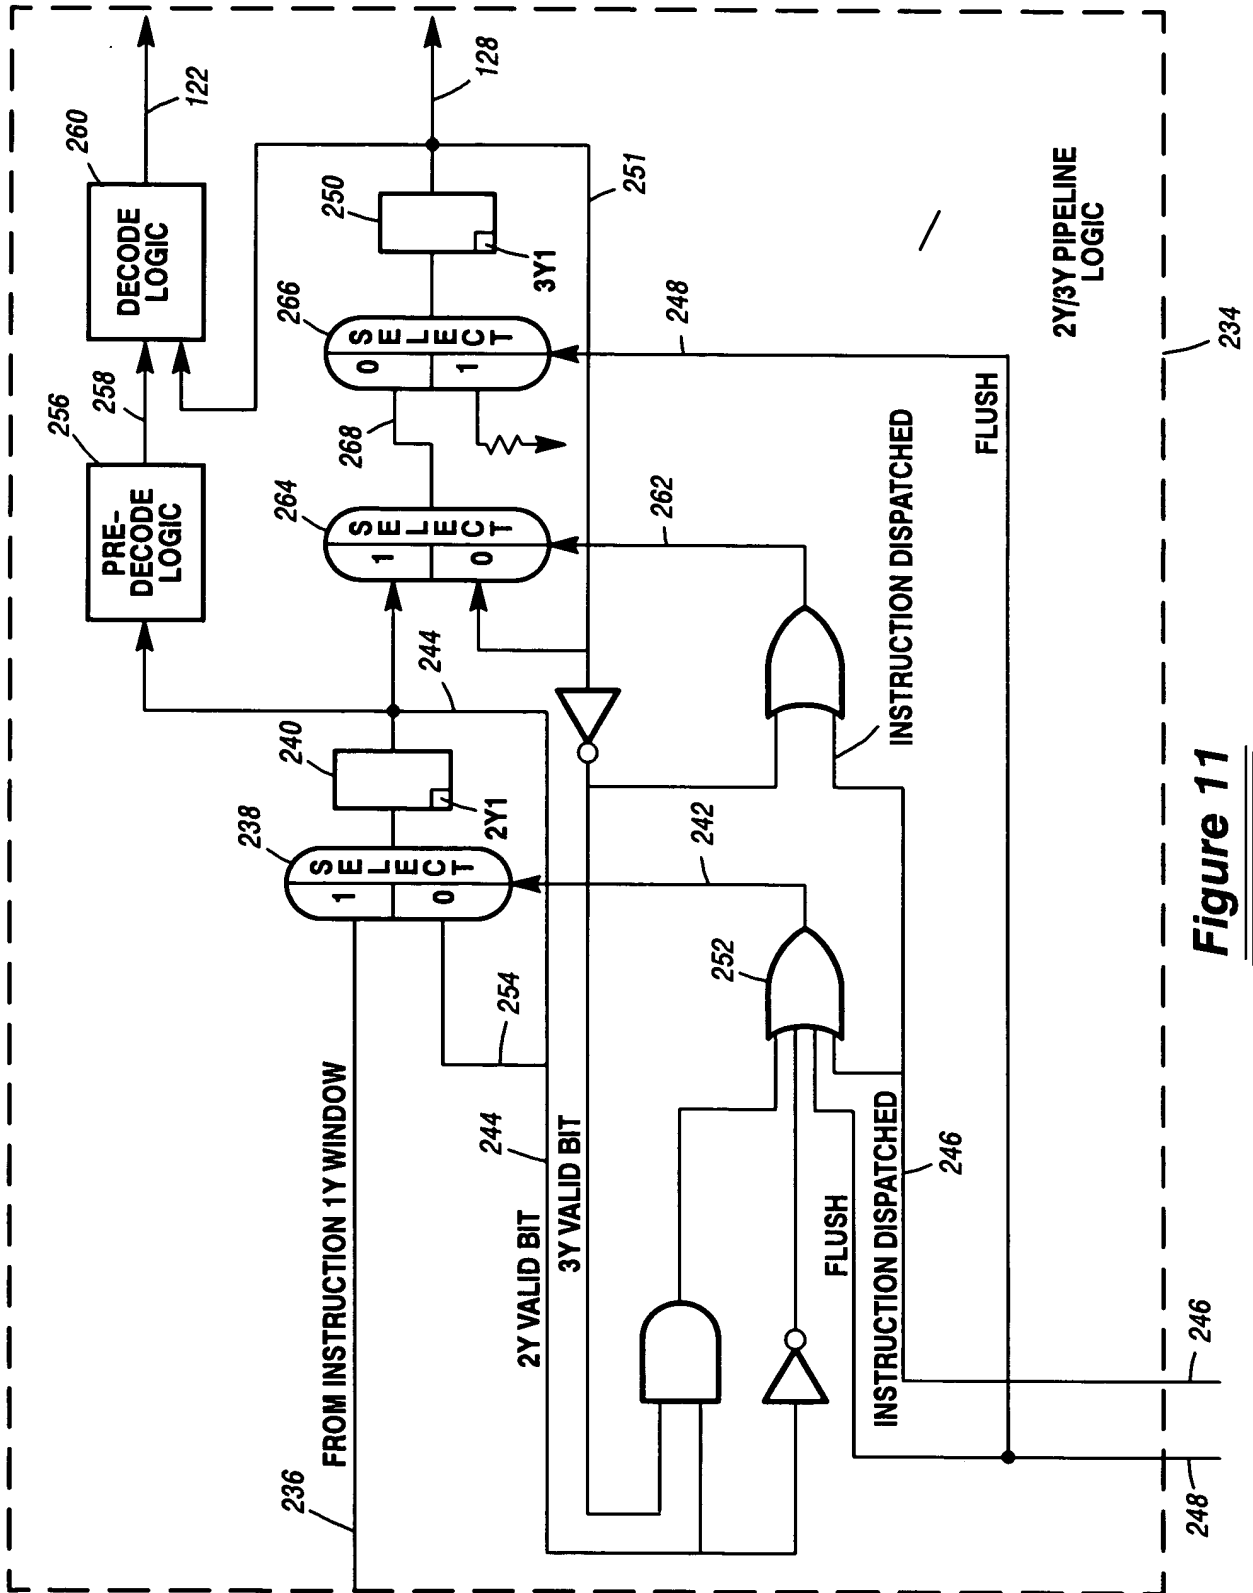 236
FROM INSTRUCTION 1Y WINDOW
238
1
0
SELECT
240
2Y1
244
254
256
PRE-
DECODE
LOGIC
258
260
DECODE
LOGIC
122
264
1
0
SELECT
268
266
0
1
SELECT
250
3Y1
128
251
244
2Y VALID BIT
3Y VALID BIT
252
242
262
248
FLUSH
INSTRUCTION DISPATCHED
246
INSTRUCTION DISPATCHED
FLUSH
2Y/3Y PIPELINE
LOGIC
248
246
234
Figure 11